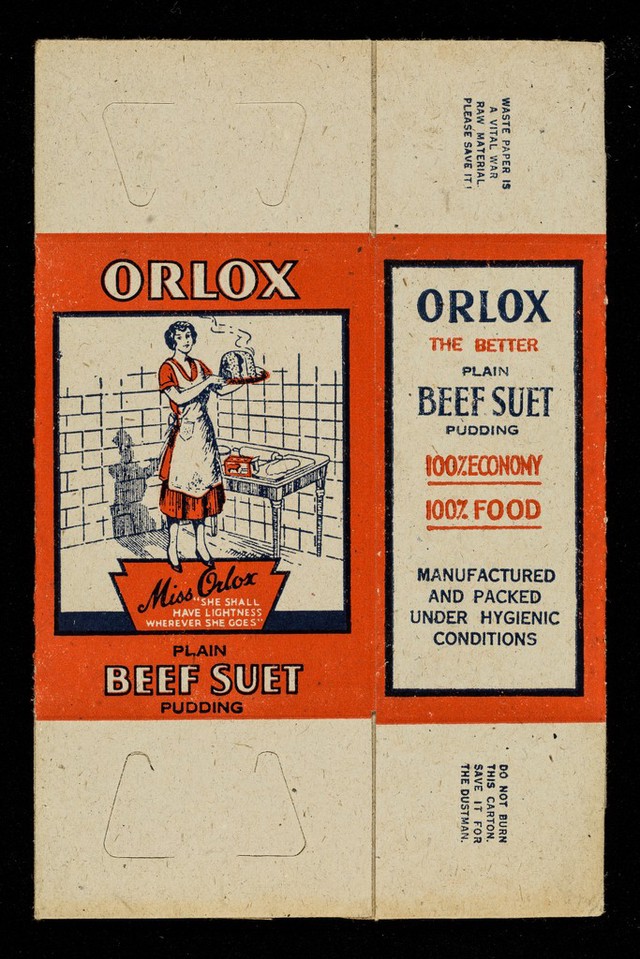 ORLOX
Miss Orlox
"SHE SHALL
HAVE LIGHTNESS
WHEREVER SHE GOES"
PLAIN
BEEF SUET
PUDDING
WASTE PAPER IS
A VITAL WAR
RAW MATERIAL
PLEASE SAVE IT!
ORLOX
THE BETTER
PLAIN
BEEF SUET
PUDDING
100% ECONOMY
100% FOOD
MANUFACTURED
AND PACKED
UNDER HYGIENIC
CONDITIONS
DO NOT BURN
THIS CARTON.
SAVE IT FOR
THE DUSTMAN.